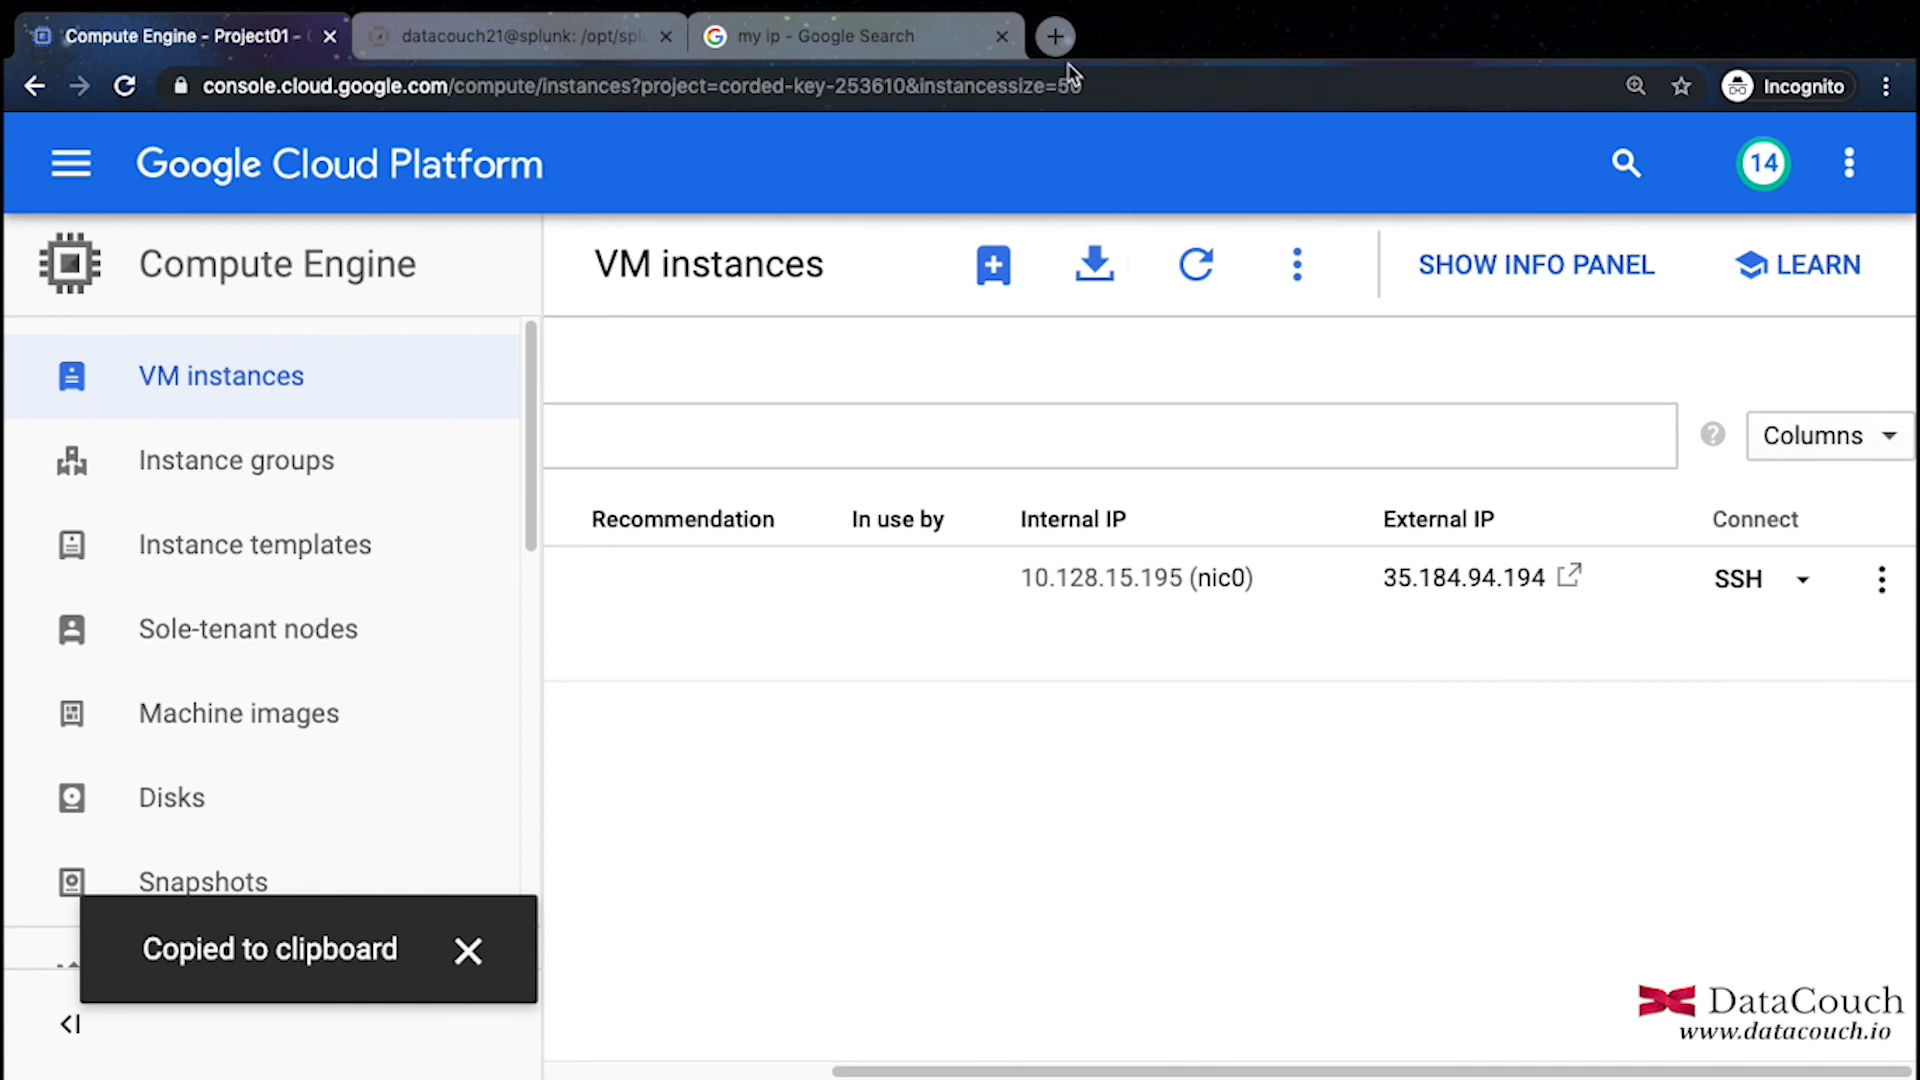 Compute Engine - Project01 -
datacouch21@splunk: /opt/spl
my ip - Google Search
console.cloud.google.com/compute/instances?project=corded-key-253610&instancessize=50
Incognito
Google Cloud Platform
14
Compute Engine
VM instances
SHOW INFO PANEL
LEARN
VM instances
Instance groups
Instance templates
Sole-tenant nodes
Machine images
Disks
Snapshots
Columns
Recommendation
In use by
Internal IP
External IP
Connect
10.128.15.195 (nic0)
35.184.94.194
SSH
Copied to clipboard
DataCouch
www.datacouch.io